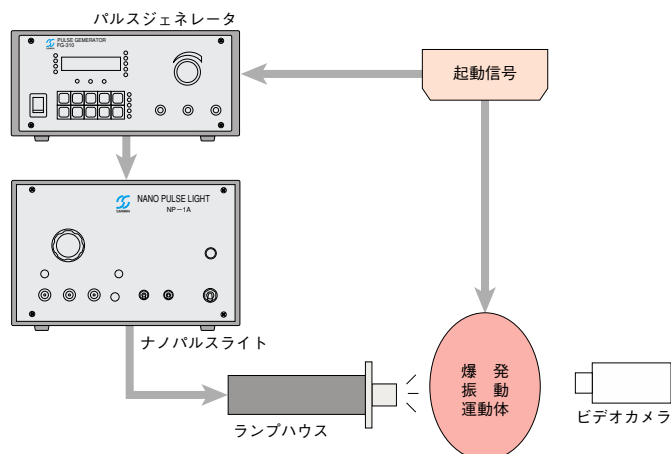 パルスジェネレータ
PULSE GEMERATOR
FG-310
起動信号
NANO PULSE LIGHT
NP－1A
ナノパルスライト
ランプハウス
爆 発
振 動
運動体
ビデオカメラ